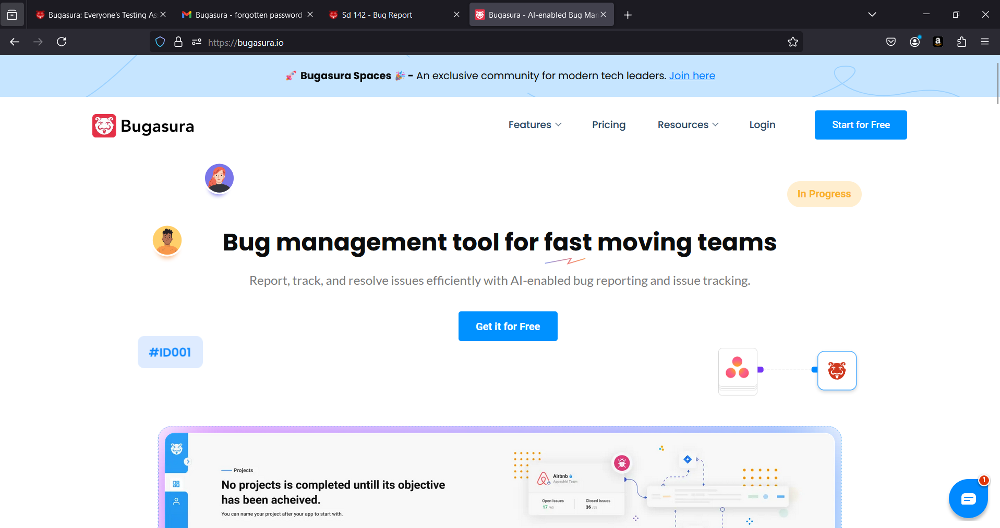 Bugasura: Everyone's Testing As
Bugasura - forgotten password
Sd 142 - Bug Report
Bugasura - AI-enabled Bug Mar
https://bugasura.io
🚀 Bugasura Spaces 🎉 - An exclusive community for modern tech leaders. Join here
Bugasura
Features
Pricing
Resources
Login
Start for Free
In Progress
Bug management tool for fast moving teams
Report, track, and resolve issues efficiently with AI-enabled bug reporting and issue tracking.
Get it for Free
#ID001
Projects
No projects is completed untill its objective
has been acheived.
You can name your project after your app to start with.
Airbnb
Appachhi Team
Open Issues
Closed Issues
17 /65
36 /65
1